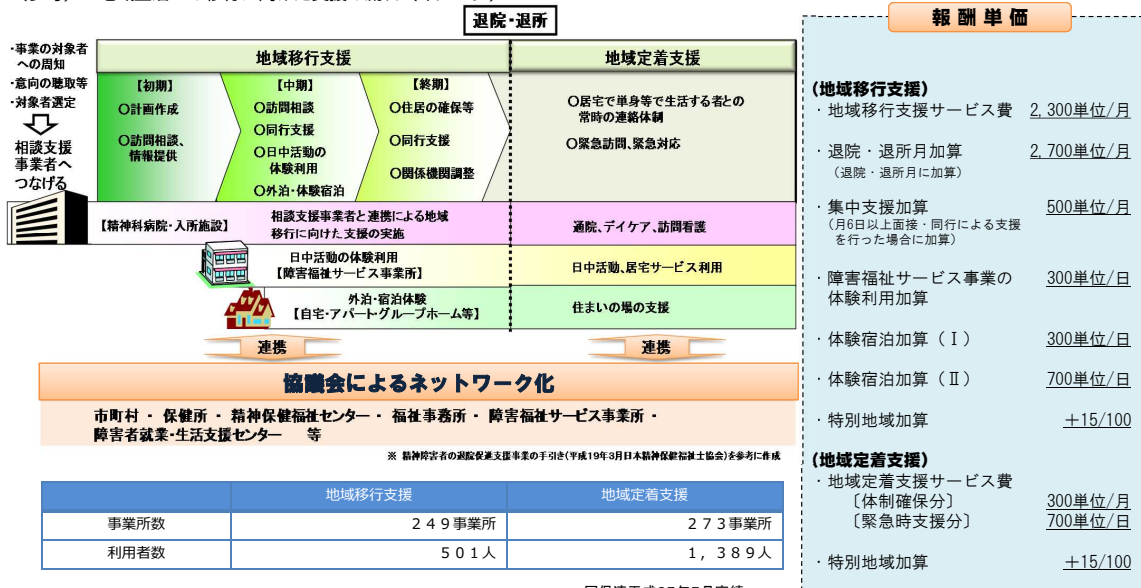 退院・退所
・事業の対象者
への周知
・意向の聴取等
・対象者選定
相談支援
事業者へ
つなげる
地域移行支援
地域定着支援
【初期】
○計画作成
○訪問相談、
情報提供
【中期】
○訪問相談
○同行支援
○日中活動の
体験利用
○外泊・体験宿泊
【終期】
○住居の確保等
○同行支援
○関係機関調整
○居宅で単身等で生活する者との
常時の連絡体制
○緊急訪問、緊急対応
【精神科病院・入所施設】
相談支援事業者と連携による地域
移行に向けた支援の実施
通院、デイケア、訪問看護
日中活動の体験利用
【障害福祉サービス事業所】
日中活動、居宅サービス利用
外泊・宿泊体験
【自宅・アパートグループホーム等】
住まいの場の支援
連携
連携
協議会によるネットワーク化
市町村 ・ 保健所 ・ 精神保健福祉センター ・ 福祉事務所 ・ 障害福祉サービス事業所 ・
障害者就業・生活支援センター 等
※ 精神障害者の退院促進支援事業の手引き(平成19年3月日本精神保健福祉士協会)を参考に作成
地域移行支援 地域定着支援
事業所数 249事業所 273事業所
利用者数 501人 1,389人
報酬単価
(地域移行支援)
・地域移行支援サービス費 2,300単位/月
・退院・退所月加算 2,700単位/月
(退院・退所月に加算)
・集中支援加算 500単位/月
(月6日以上面接・同行による支援
を行った場合に加算)
・障害福祉サービス事業の 300単位/日
体験利用加算
・体験宿泊加算(Ⅰ) 300単位/日
・体験宿泊加算(Ⅱ) 700単位/日
・特別地域加算 +15/100
(地域定着支援)
・地域定着支援サービス費
〔体制確保分〕 300単位/月
〔緊急時支援分〕 700単位/日
・特別地域加算 +15/100